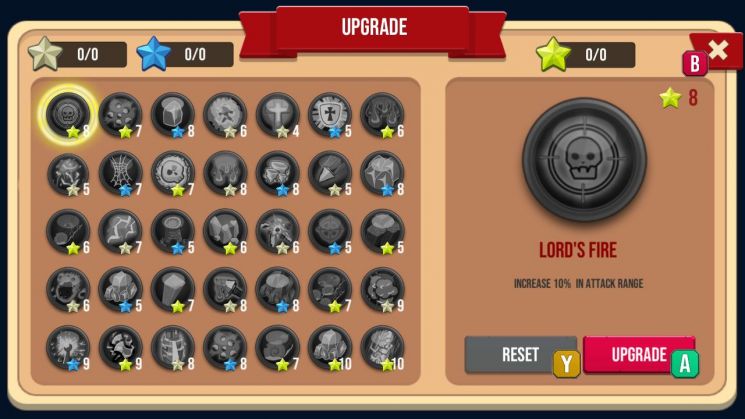 UPGRADE
0/0
0/0
0/0
B
8 7 8 6 4 5 6
5 7 7 8 8 5 8
6 7 5 6 6 5 5
6 5 7 8 8 7 9
9 9 8 8 7 10 10
8
LORD'S FIRE
INCREASE 10% IN ATTACK RANGE
RESET
Y
UPGRADE
A